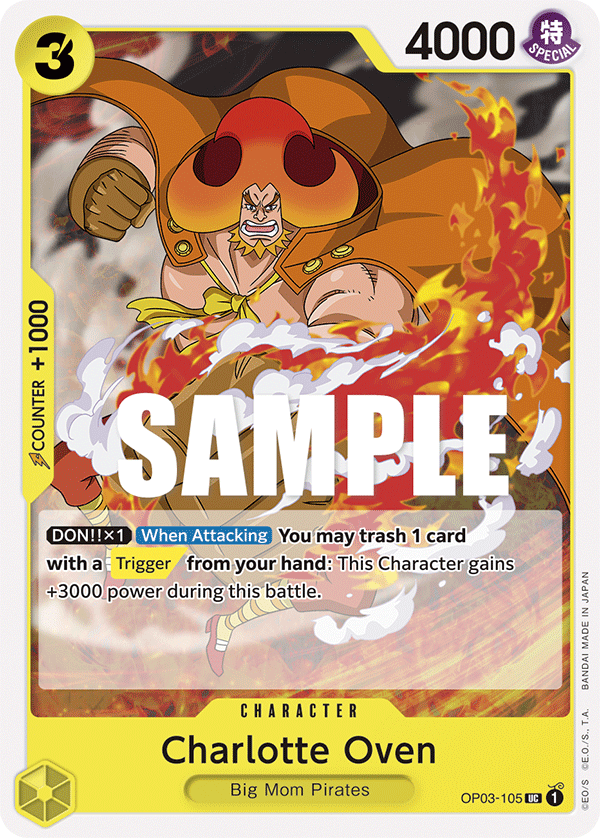 3
4000
特
SPECIAL
COUNTER +1000
SAMPLE
DON!!×1 When Attacking You may trash 1 card
with a Trigger from your hand: This Character gains
+3000 power during this battle.
CHARACTER
Charlotte Oven
Big Mom Pirates
OP03-105 UC 1
©EO/S ©E.O./S., T.A. BANDAI MADE IN JAPAN